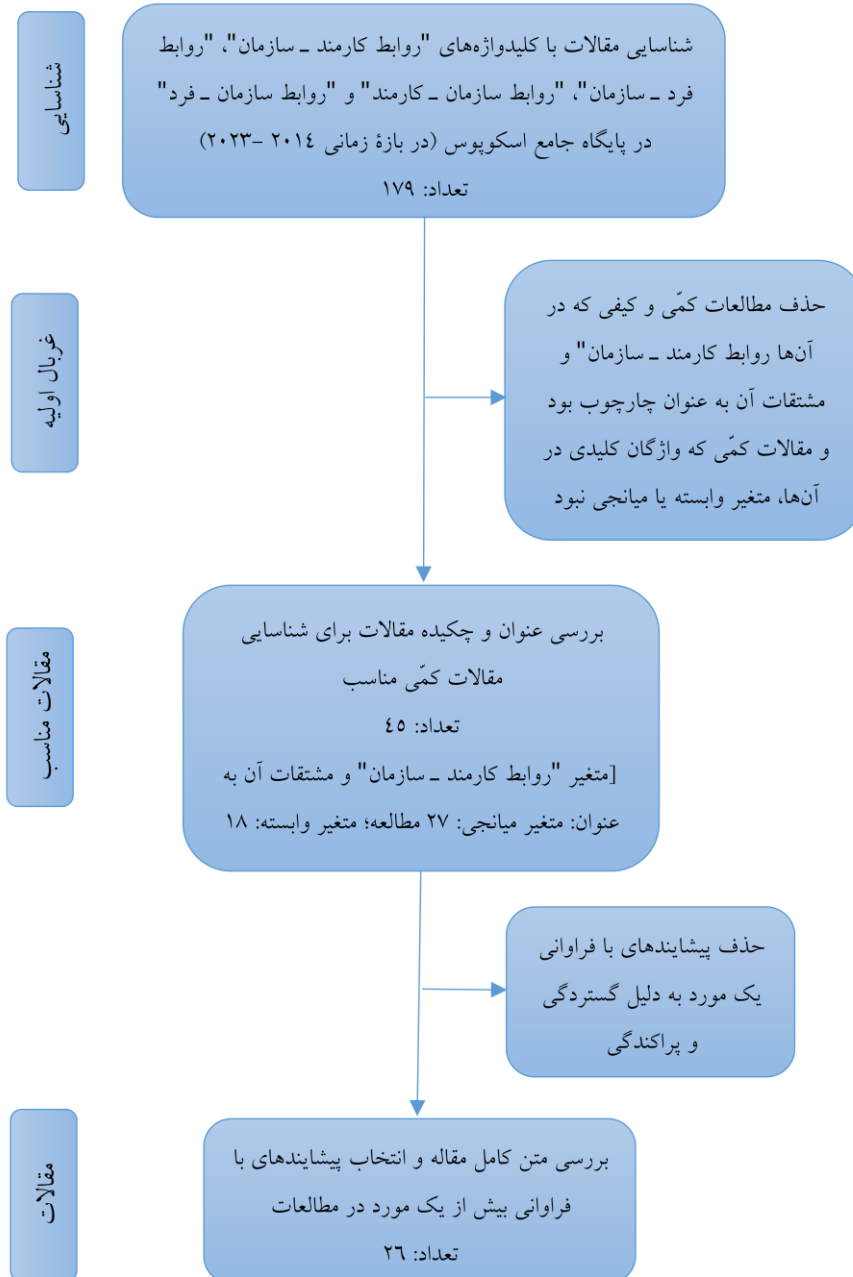 شناسایی
شناسایی مقالات با کلیدواژه‌های "روابط کارمند ـ سازمان"، "روابط
فرد ـ سازمان"، "روابط سازمان ـ کارمند" و "روابط سازمان ـ فرد"
در پایگاه جامع اسکوپوس (در بازۀ زمانی ۲۰۱٤ –۲۰۲۳)
تعداد: ۱۷۹
غربال اولیه
حذف مطالعات کمّی و کیفی که در
آن‌ها روابط کارمند ـ سازمان" و
مشتقات آن به عنوان چارچوب بود
و مقالات کمّی که واژگان کلیدی در
آن‌ها، متغیر وابسته یا میانجی نبود
مقالات مناسب
بررسی عنوان و چکیده مقالات برای شناسایی
مقالات کمّی مناسب
تعداد: ٤٥
[متغیر "روابط کارمند ـ سازمان" و مشتقات آن به
عنوان: متغیر میانجی: ۲۷ مطالعه؛ متغیر وابسته: ۱۸
حذف پیشایندهای با فراوانی
یک مورد به دلیل گستردگی
و پراکندگی
مقالات
بررسی متن کامل مقاله و انتخاب پیشایندهای با
فراوانی بیش از یک مورد در مطالعات
تعداد: ۲٦